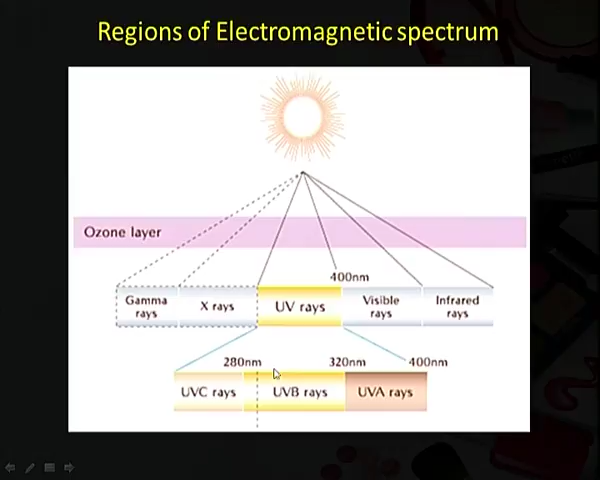 Regions of Electromagnetic spectrum
Ozone layer
400nm
Gamma
rays
X rays
UV rays
Visible
rays
Infrared
rays
280nm
320nm
400nm
UVC rays
UVB rays
UVA rays